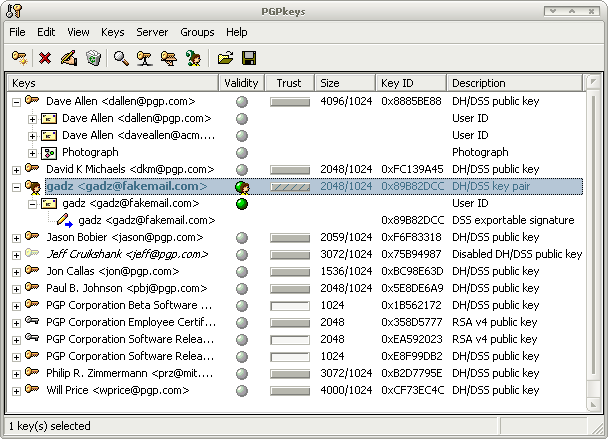 PGPkeys
File Edit View Keys Server Groups Help
Keys Validity Trust Size Key ID Description
Dave Allen <dallen@pgp.com> 4096/1024 0x8885BE88 DH/DSS public key
Dave Allen <dallen@pgp.com> User ID
Dave Allen <daveallen@acm.... User ID
Photograph Photograph
David K Michaels <dkm@pgp.com> 2048/1024 0xFC139A45 DH/DSS public key
gadz <gadz@fakemail.com> 2048/1024 0x89B82DCC DH/DSS key pair
gadz <gadz@fakemail.com> User ID
gadz <gadz@fakemail.com> 0x89B82DCC DSS exportable signature
Jason Bobier <jason@pgp.com> 2059/1024 0xF6F83318 DH/DSS public key
Jeff Cruikshank <jeff@pgp.com> 3072/1024 0x75B94987 Disabled DH/DSS public key
Jon Callas <jon@pgp.com> 1536/1024 0xBC98E63D DH/DSS public key
Paul B. Johnson <pbj@pgp.com> 2048/1024 0x5E8DE6A9 DH/DSS public key
PGP Corporation Beta Software ... 1024 0x1B562172 DH/DSS public key
PGP Corporation Employee Certif... 2048 0x358D5777 RSA v4 public key
PGP Corporation Software Relea... 2048 0xEA592023 RSA v4 public key
PGP Corporation Software Relea... 1024 0xE8F99DB2 DH/DSS public key
Philip R. Zimmermann <prz@mit.... 3072/1024 0xB2D7795E DH/DSS public key
Will Price <wprice@pgp.com> 4000/1024 0xCF73EC4C DH/DSS public key
1 key(s) selected